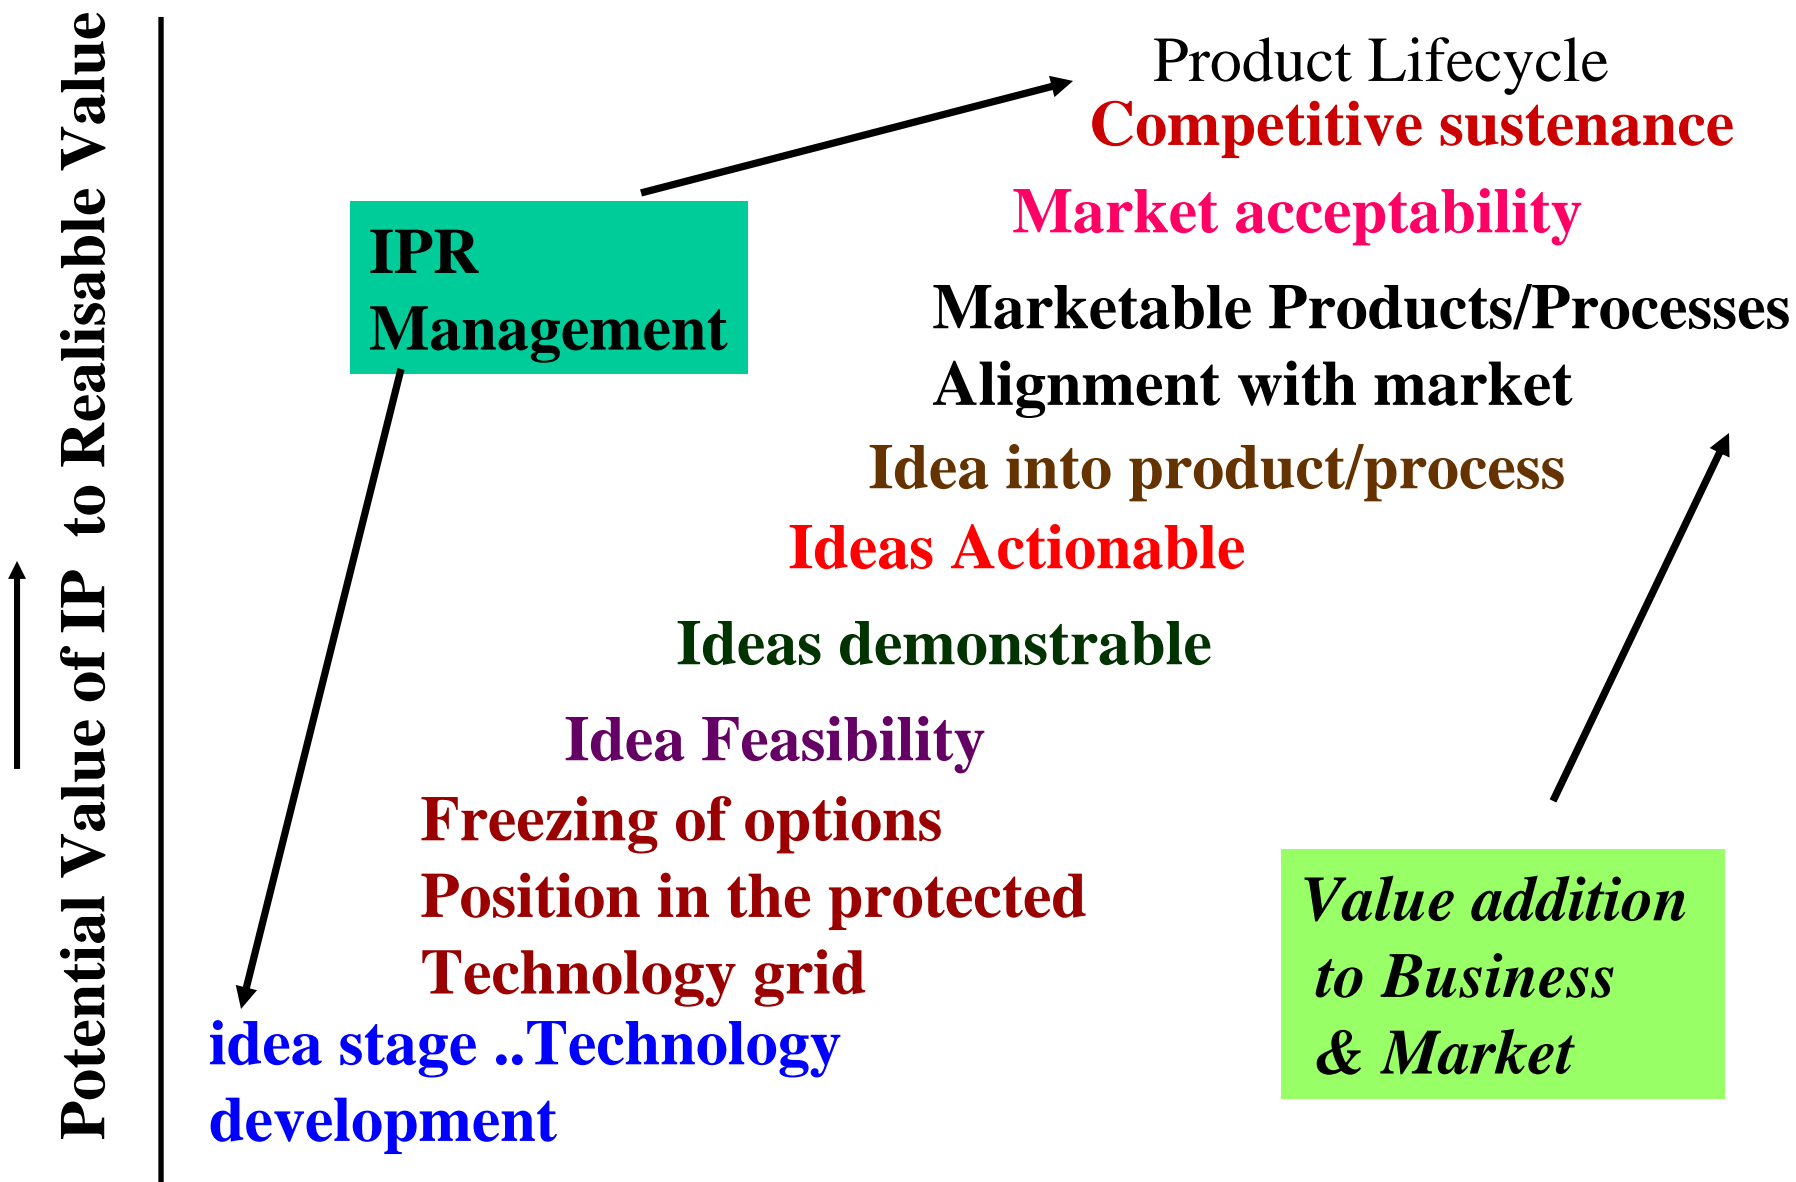 Potential Value of IP to Realisable Value
Product Lifecycle
Competitive sustenance
Market acceptability
IPR
Management
Marketable Products/Processes
Alignment with market
Idea into product/process
Ideas Actionable
Ideas demonstrable
Idea Feasibility
Freezing of options
Position in the protected
Technology grid
idea stage ..Technology
development
Value addition
to Business
& Market